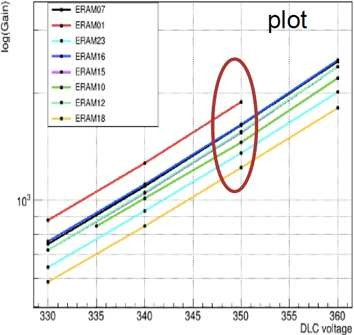 plot
log(Gain)
ERAM07
ERAM01
ERAM23
ERAM16
ERAM15
ERAM10
ERAM12
ERAM18
10³
330 335 340 345 350 355 360
DLC voltage